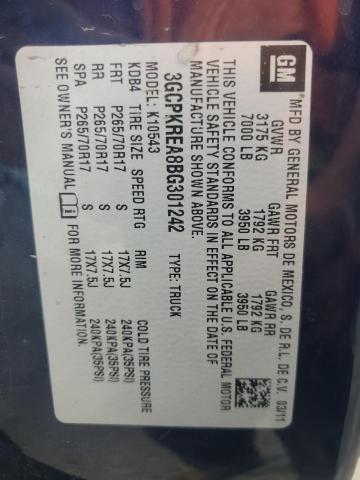 GM
MFD BY GENERAL MOTORS DE MEXICO, S. DE R.L. DE C.V. 03/11
GVWR GAWR FRT GAWR RR
3175 KG 1792 KG 1792 KG
7000 LB 3950 LB 3950 LB
THIS VEHICLE CONFORMS TO ALL APPLICABLE U.S. FEDERAL MOTOR
VEHICLE SAFETY STANDARDS IN EFFECT ON THE DATE OF
MANUFACTURE SHOWN ABOVE.
3GCPKREA8BG301242 TYPE: TRUCK
MODEL: K10543
KDB4 TIRE SIZE SPEED RTG RIM COLD TIRE PRESSURE
FRT P265/70R17 S 17X7.5J 240KPA(35PSI)
RR P265/70R17 S 17X7.5J 240KPA(35PSI)
SPA P265/70R17 S 17X7.5J 240KPA(35PSI)
SEE OWNER'S MANUAL i FOR MORE INFORMATION.